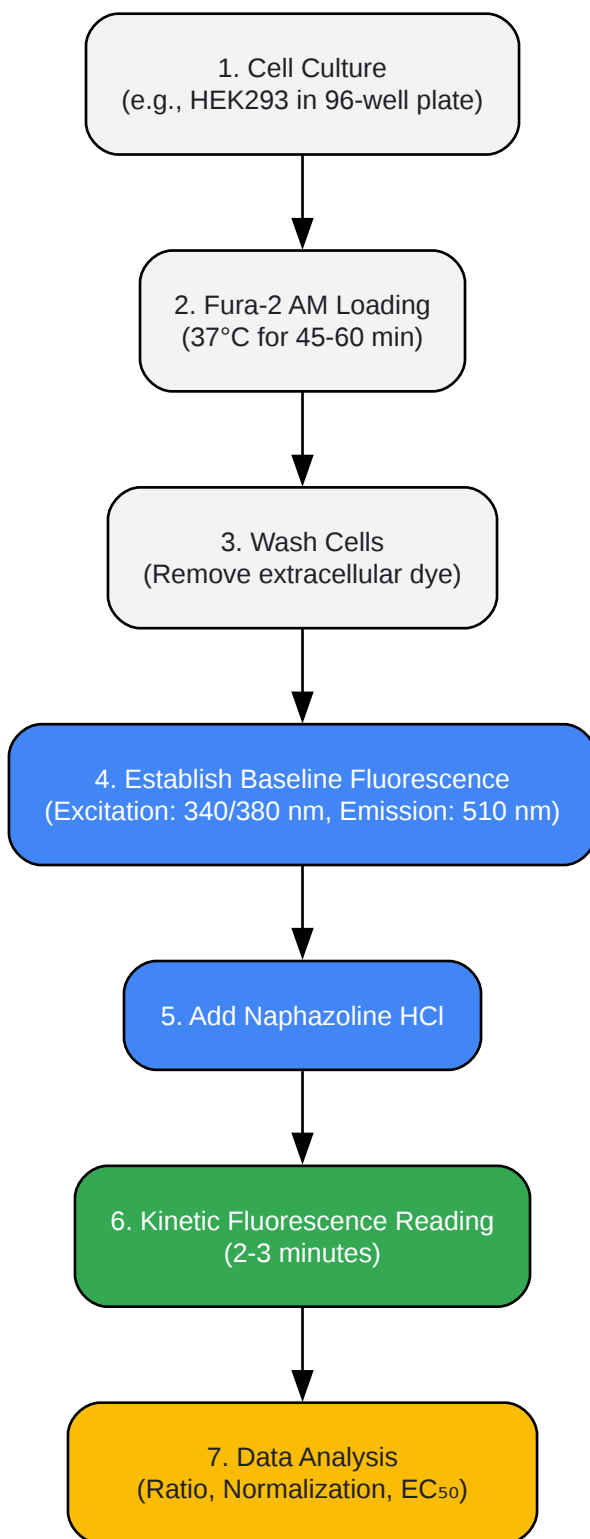 1. Cell Culture
(e.g., HEK293 in 96-well plate)
2. Fura-2 AM Loading
(37°C for 45-60 min)
3. Wash Cells
(Remove extracellular dye)
4. Establish Baseline Fluorescence
(Excitation: 340/380 nm, Emission: 510 nm)
5. Add Naphazoline HCl
6. Kinetic Fluorescence Reading
(2-3 minutes)
7. Data Analysis
(Ratio, Normalization, EC₅₀)